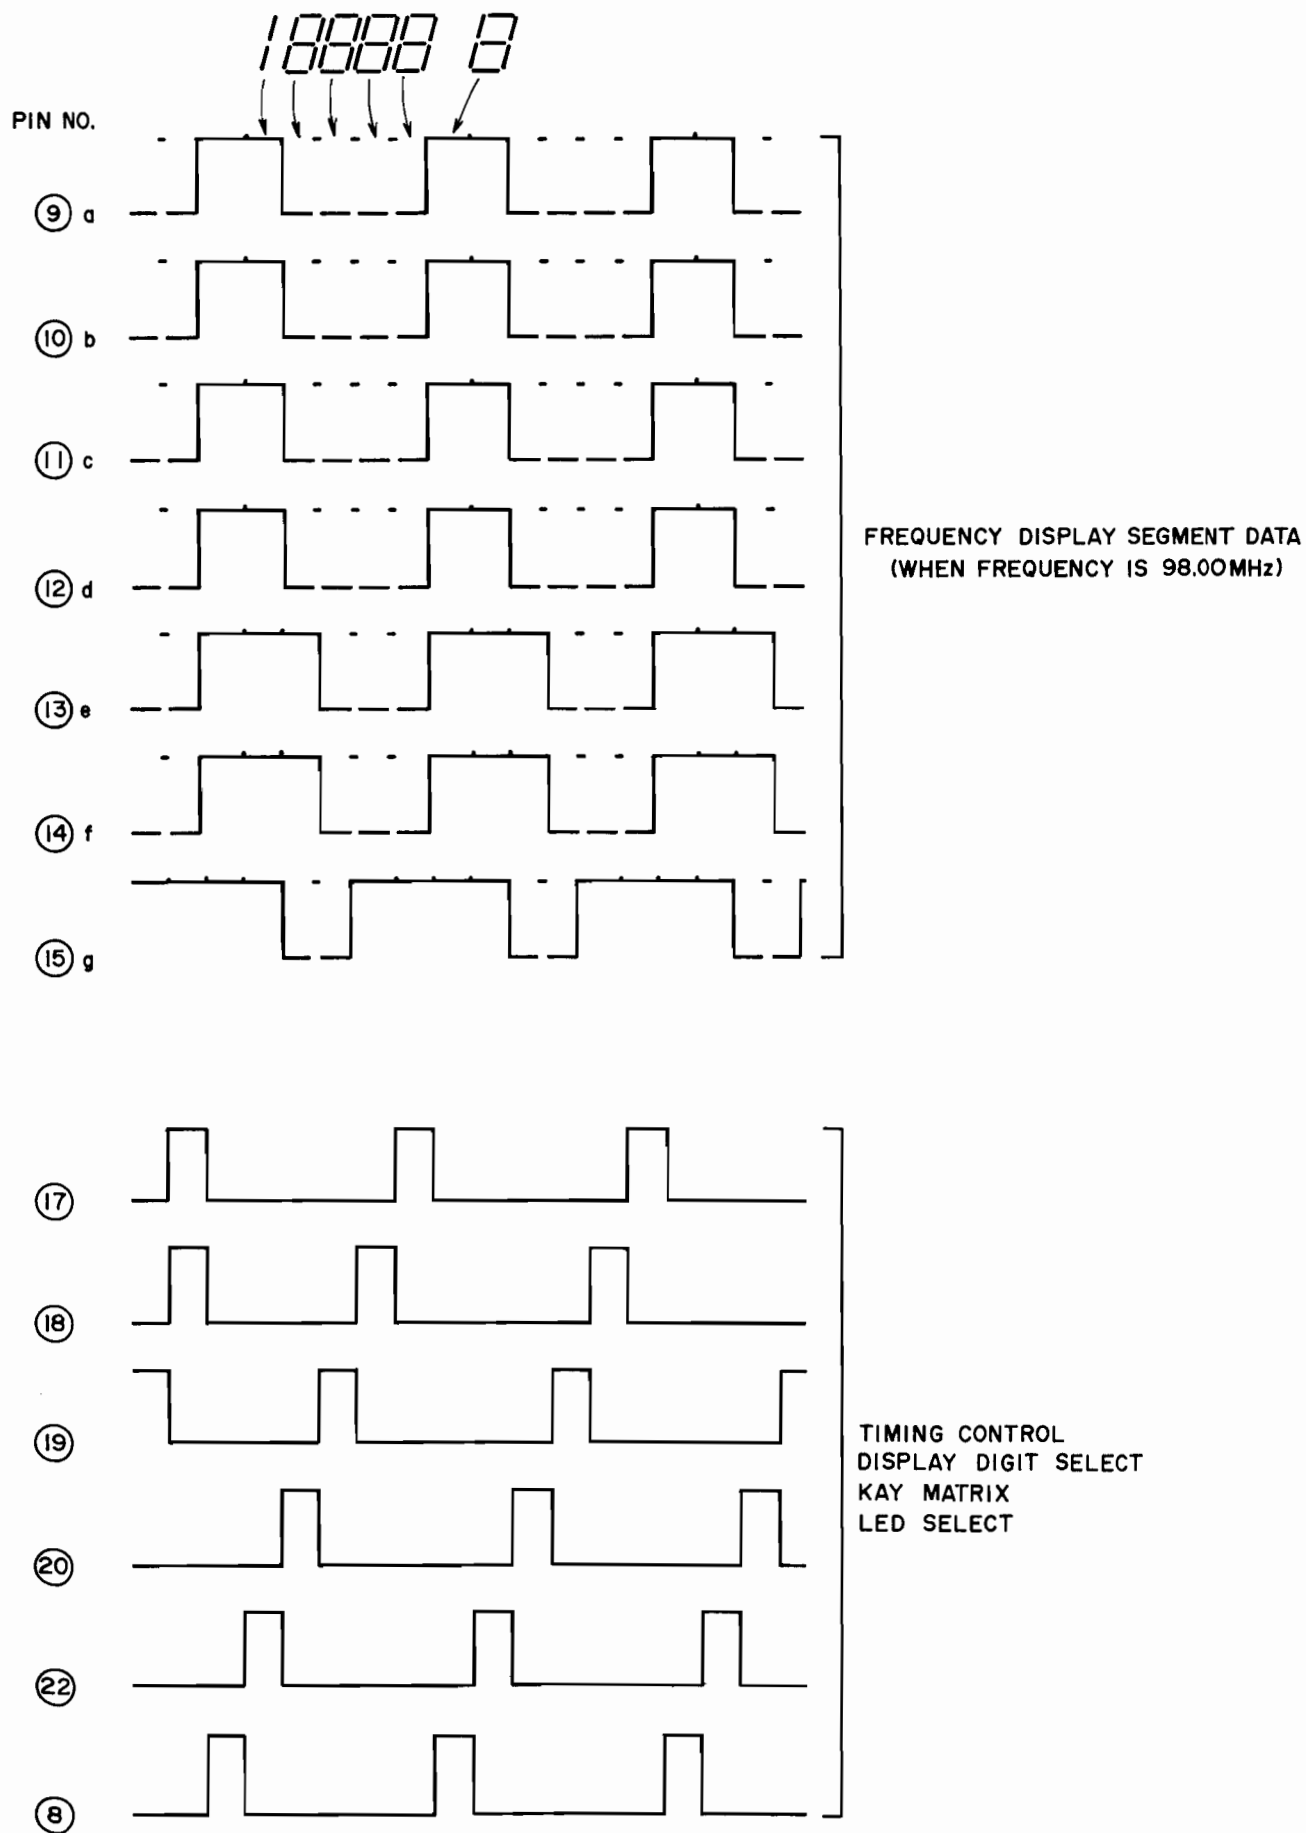 18888 8
PIN NO.
9 a
10 b
11 c
12 d
13 e
14 f
15 g
FREQUENCY DISPLAY SEGMENT DATA
(WHEN FREQUENCY IS 98.00MHz)
17
18
19
20
22
8
TIMING CONTROL
DISPLAY DIGIT SELECT
KAY MATRIX
LED SELECT